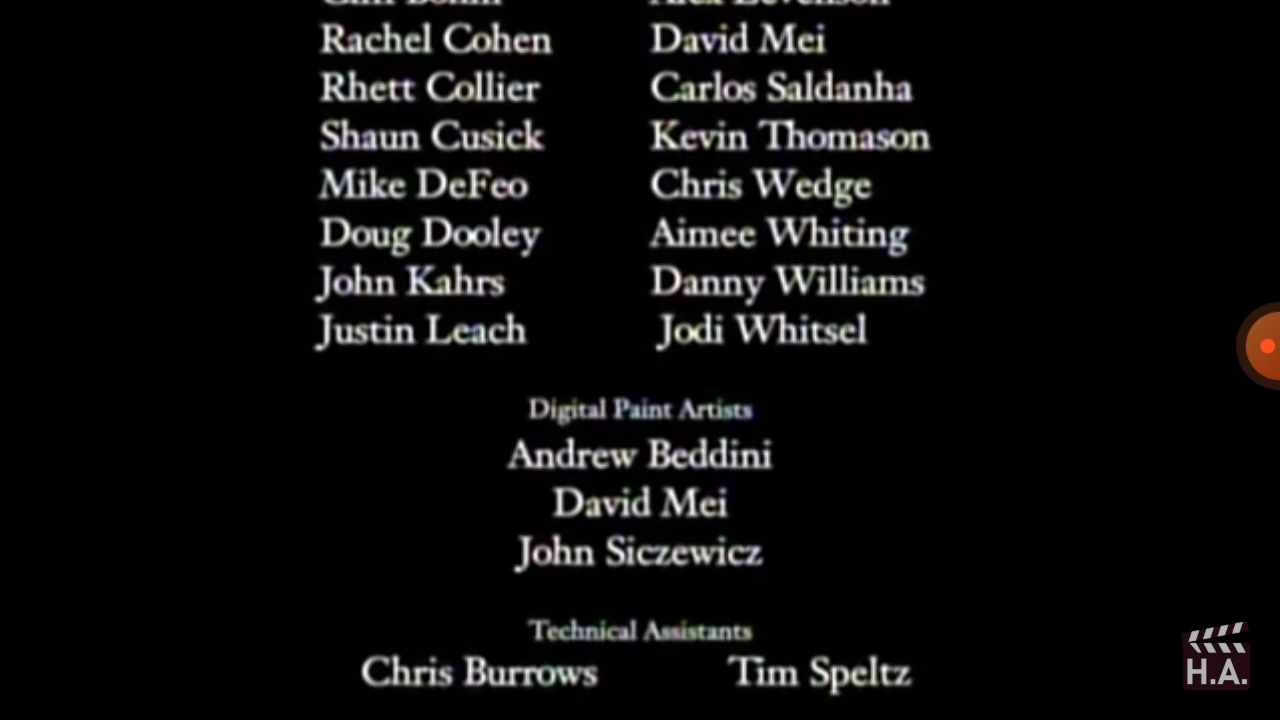 Rachel Cohen David Mei
Rhett Collier Carlos Saldanha
Shaun Cusick Kevin Thomason
Mike DeFeo Chris Wedge
Doug Dooley Aimee Whiting
John Kahrs Danny Williams
Justin Leach Jodi Whitsel
Digital Paint Artists
Andrew Beddini
David Mei
John Siczewicz
Technical Assistants
Chris Burrows Tim Speltz
H.A.